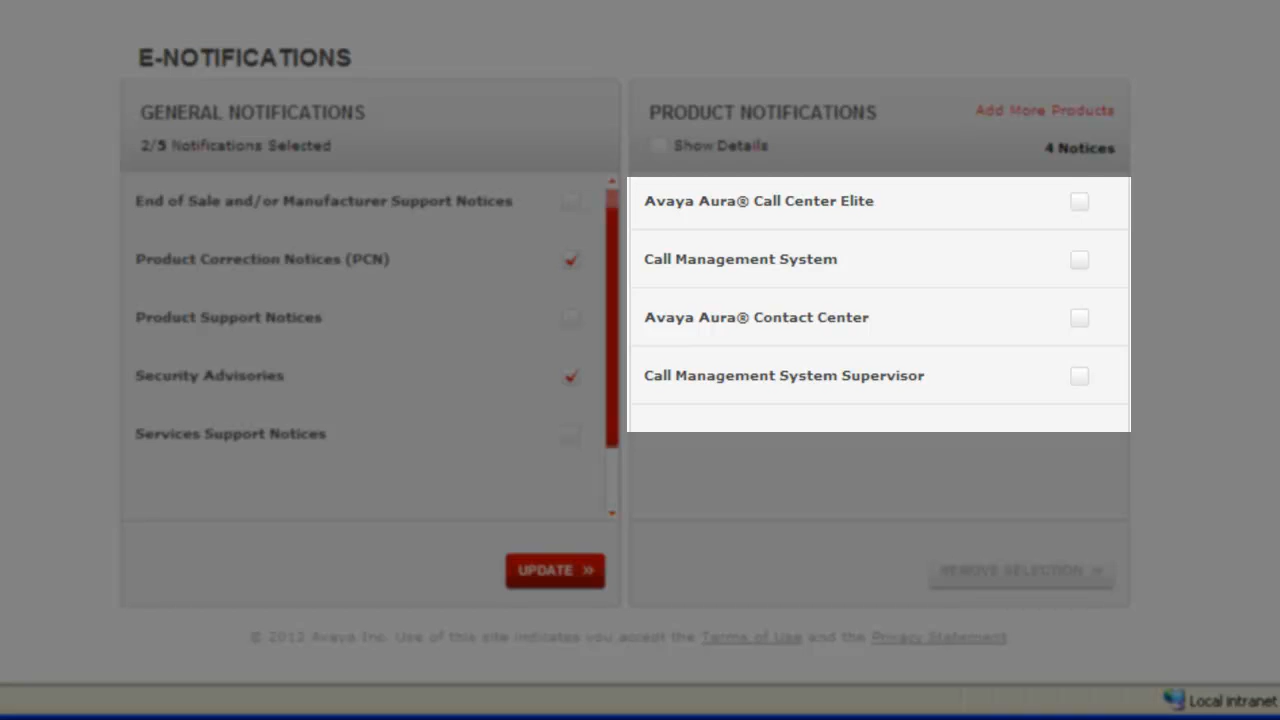 E-NOTIFICATIONS
GENERAL NOTIFICATIONS
2/5 Notifications Selected
End of Sale and/or Manufacturer Support Notices
Product Correction Notices (PCN)
Product Support Notices
Security Advisories
Services Support Notices
UPDATE »
PRODUCT NOTIFICATIONS
Add More Products
Show Details
4 Notices
Avaya Aura® Call Center Elite
Call Management System
Avaya Aura® Contact Center
Call Management System Supervisor
REMOVE SELECTION »
© 2012 Avaya Inc. Use of this site indicates you accept the Terms of Use and the Privacy Statement
Local intranet